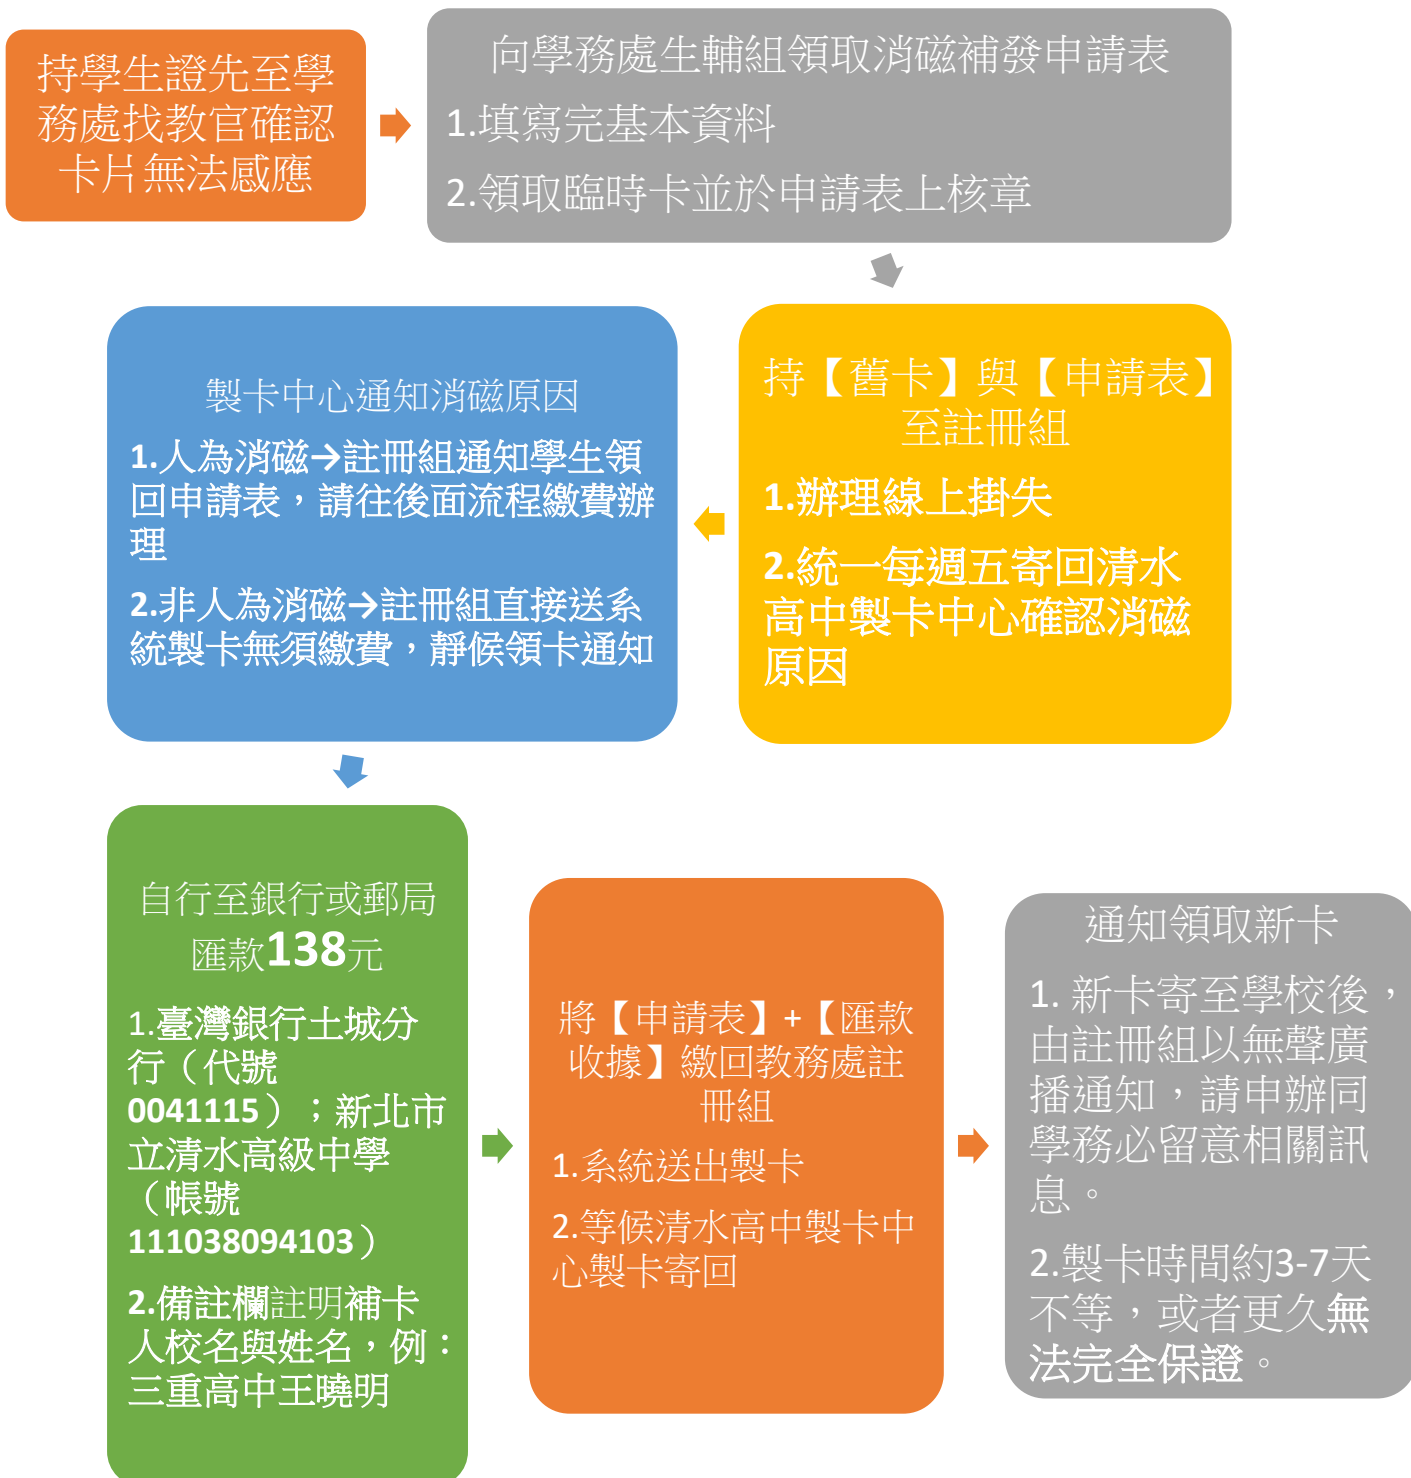 持學生證先至學
務處找教官確認
卡片無法感應
向學務處生輔組領取消磁補發申請表
1.填寫完基本資料
2.領取臨時卡並於申請表上核章
持【舊卡】與【申請表】
至註冊組
1.辦理線上掛失
2.統一每週五寄回清水
高中製卡中心確認消磁
原因
製卡中心通知消磁原因
1.人為消磁→註冊組通知學生領
回申請表，請往後面流程繳費辦
理
2.非人為消磁→註冊組直接送系
統製卡無須繳費，靜候領卡通知
自行至銀行或郵局
匯款138元
1.臺灣銀行土城分
行（代號
0041115）；新北市
立清水高級中學
（帳號
111038094103）
2.備註欄註明補卡
人校名與姓名，例：
三重高中王曉明
將【申請表】+【匯款
收據】繳回教務處註
冊組
1.系統送出製卡
2.等候清水高中製卡中
心製卡寄回
通知領取新卡
1. 新卡寄至學校後，
由註冊組以無聲廣
播通知，請申辦同
學務必留意相關訊
息。
2.製卡時間約3-7天
不等，或者更久無
法完全保證。